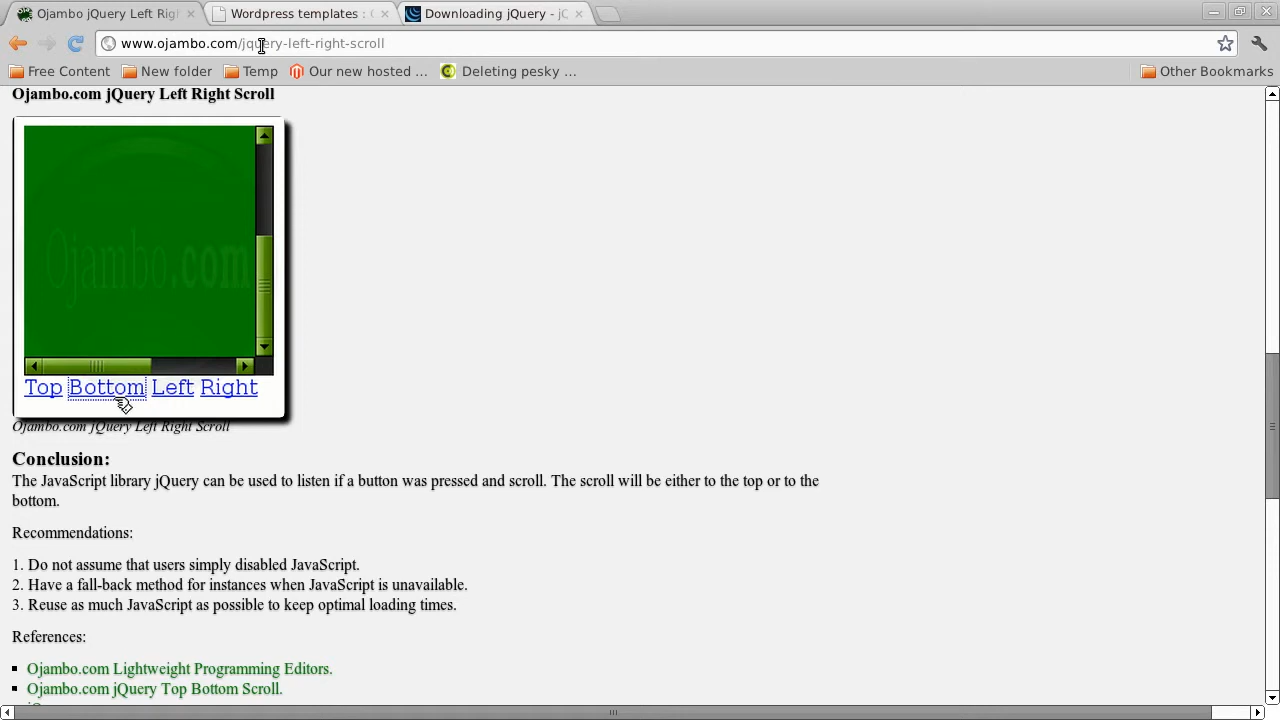 Ojambo.com jQuery Left Righ
Wordpress templates : C
Downloading jQuery - jQ
www.ojambo.com/jquery-left-right-scroll
Free Content New folder Temp Our new hosted ... Deleting pesky ... Other Bookmarks
Ojambo.com jQuery Left Right Scroll
Ojambo.com
Top Bottom Left Right
Ojambo.com jQuery Left Right Scroll
Conclusion:
The JavaScript library jQuery can be used to listen if a button was pressed and scroll. The scroll will be either to the top or to the
bottom.
Recommendations:
1. Do not assume that users simply disabled JavaScript.
2. Have a fall-back method for instances when JavaScript is unavailable.
3. Reuse as much JavaScript as possible to keep optimal loading times.
References:
Ojambo.com Lightweight Programming Editors.
Ojambo.com jQuery Top Bottom Scroll.